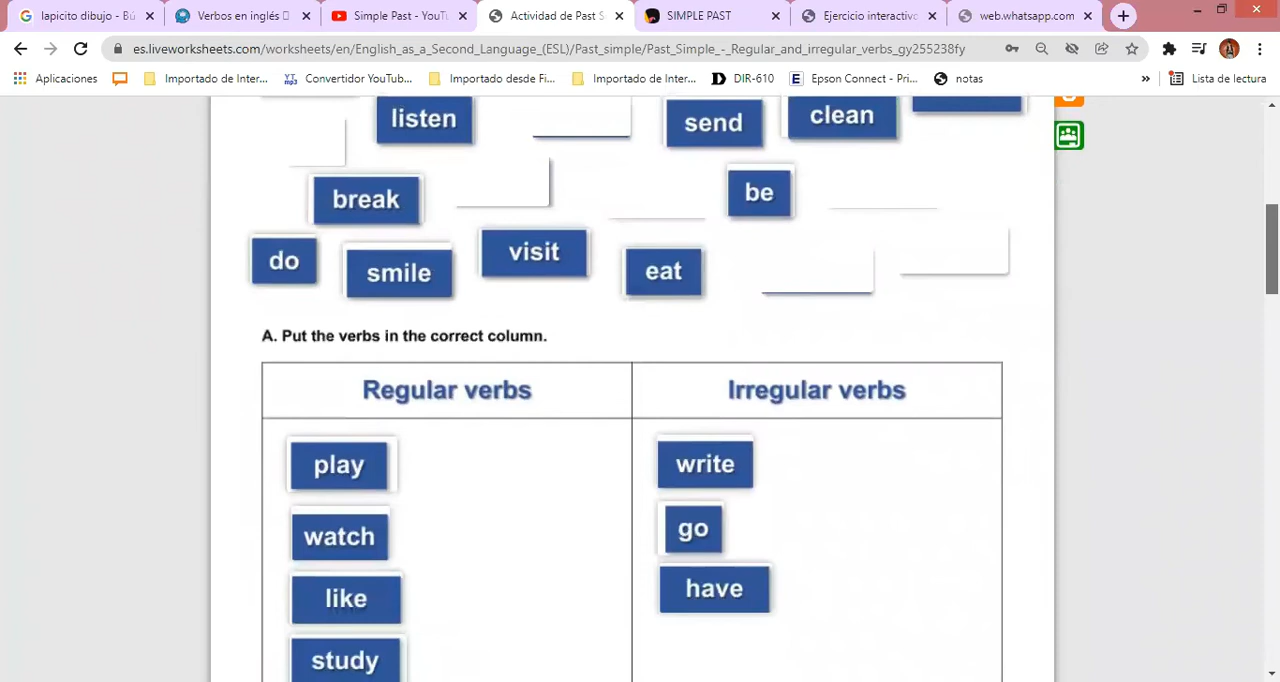 lapicito dibujo - Bú
Verbos en inglés
Simple Past - YouTu
Actividad de Past S
SIMPLE PAST
Ejercicio interactivo
web.whatsapp.com
es.liveworksheets.com/worksheets/en/English_as_a_Second_Language_(ESL)/Past_simple/Past_Simple_-_Regular_and_irregular_verbs_gy255238fy
Aplicaciones
Importado de Inter...
Convertidor YouTub...
Importado desde Fi...
Importado de Inter...
DIR-610
Epson Connect - Pri...
notas
»
Lista de lectura
listen
send
clean
break
be
do
smile
visit
eat
A. Put the verbs in the correct column.
Regular verbs
Irregular verbs
play
write
watch
go
like
have
study